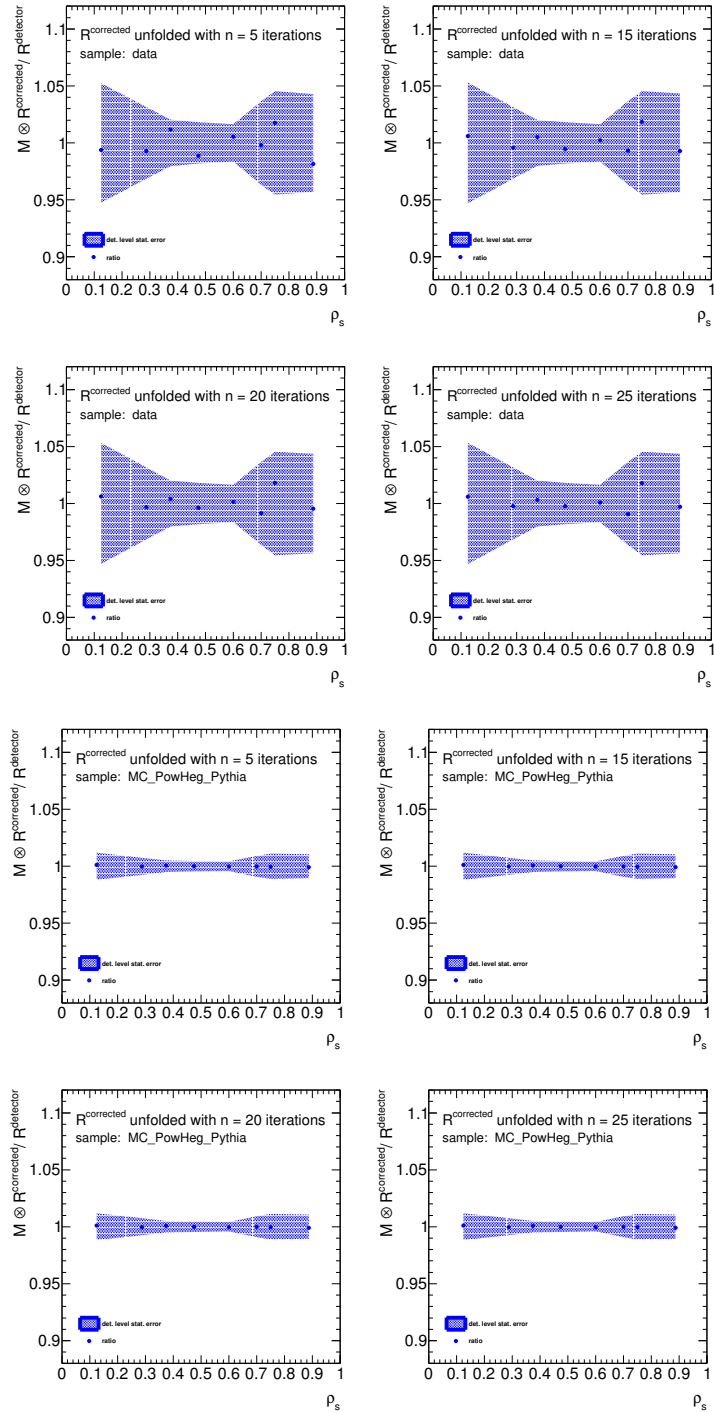 M ⊗ R^corrected / R^detector
R^corrected unfolded with n = 5 iterations
sample: data
1.1
1.05
1
0.95
0.9
det. level stat. error
ratio
0 0.1 0.2 0.3 0.4 0.5 0.6 0.7 0.8 0.9 1
ρ_s
M ⊗ R^corrected / R^detector
R^corrected unfolded with n = 15 iterations
sample: data
1.1
1.05
1
0.95
0.9
det. level stat. error
ratio
0 0.1 0.2 0.3 0.4 0.5 0.6 0.7 0.8 0.9 1
ρ_s
M ⊗ R^corrected / R^detector
R^corrected unfolded with n = 20 iterations
sample: data
1.1
1.05
1
0.95
0.9
det. level stat. error
ratio
0 0.1 0.2 0.3 0.4 0.5 0.6 0.7 0.8 0.9 1
ρ_s
M ⊗ R^corrected / R^detector
R^corrected unfolded with n = 25 iterations
sample: data
1.1
1.05
1
0.95
0.9
det. level stat. error
ratio
0 0.1 0.2 0.3 0.4 0.5 0.6 0.7 0.8 0.9 1
ρ_s
M ⊗ R^corrected / R^detector
R^corrected unfolded with n = 5 iterations
sample: MC_PowHeg_Pythia
1.1
1.05
1
0.95
0.9
det. level stat. error
ratio
0 0.1 0.2 0.3 0.4 0.5 0.6 0.7 0.8 0.9 1
ρ_s
M ⊗ R^corrected / R^detector
R^corrected unfolded with n = 15 iterations
sample: MC_PowHeg_Pythia
1.1
1.05
1
0.95
0.9
det. level stat. error
ratio
0 0.1 0.2 0.3 0.4 0.5 0.6 0.7 0.8 0.9 1
ρ_s
M ⊗ R^corrected / R^detector
R^corrected unfolded with n = 20 iterations
sample: MC_PowHeg_Pythia
1.1
1.05
1
0.95
0.9
det. level stat. error
ratio
0 0.1 0.2 0.3 0.4 0.5 0.6 0.7 0.8 0.9 1
ρ_s
M ⊗ R^corrected / R^detector
R^corrected unfolded with n = 25 iterations
sample: MC_PowHeg_Pythia
1.1
1.05
1
0.95
0.9
det. level stat. error
ratio
0 0.1 0.2 0.3 0.4 0.5 0.6 0.7 0.8 0.9 1
ρ_s